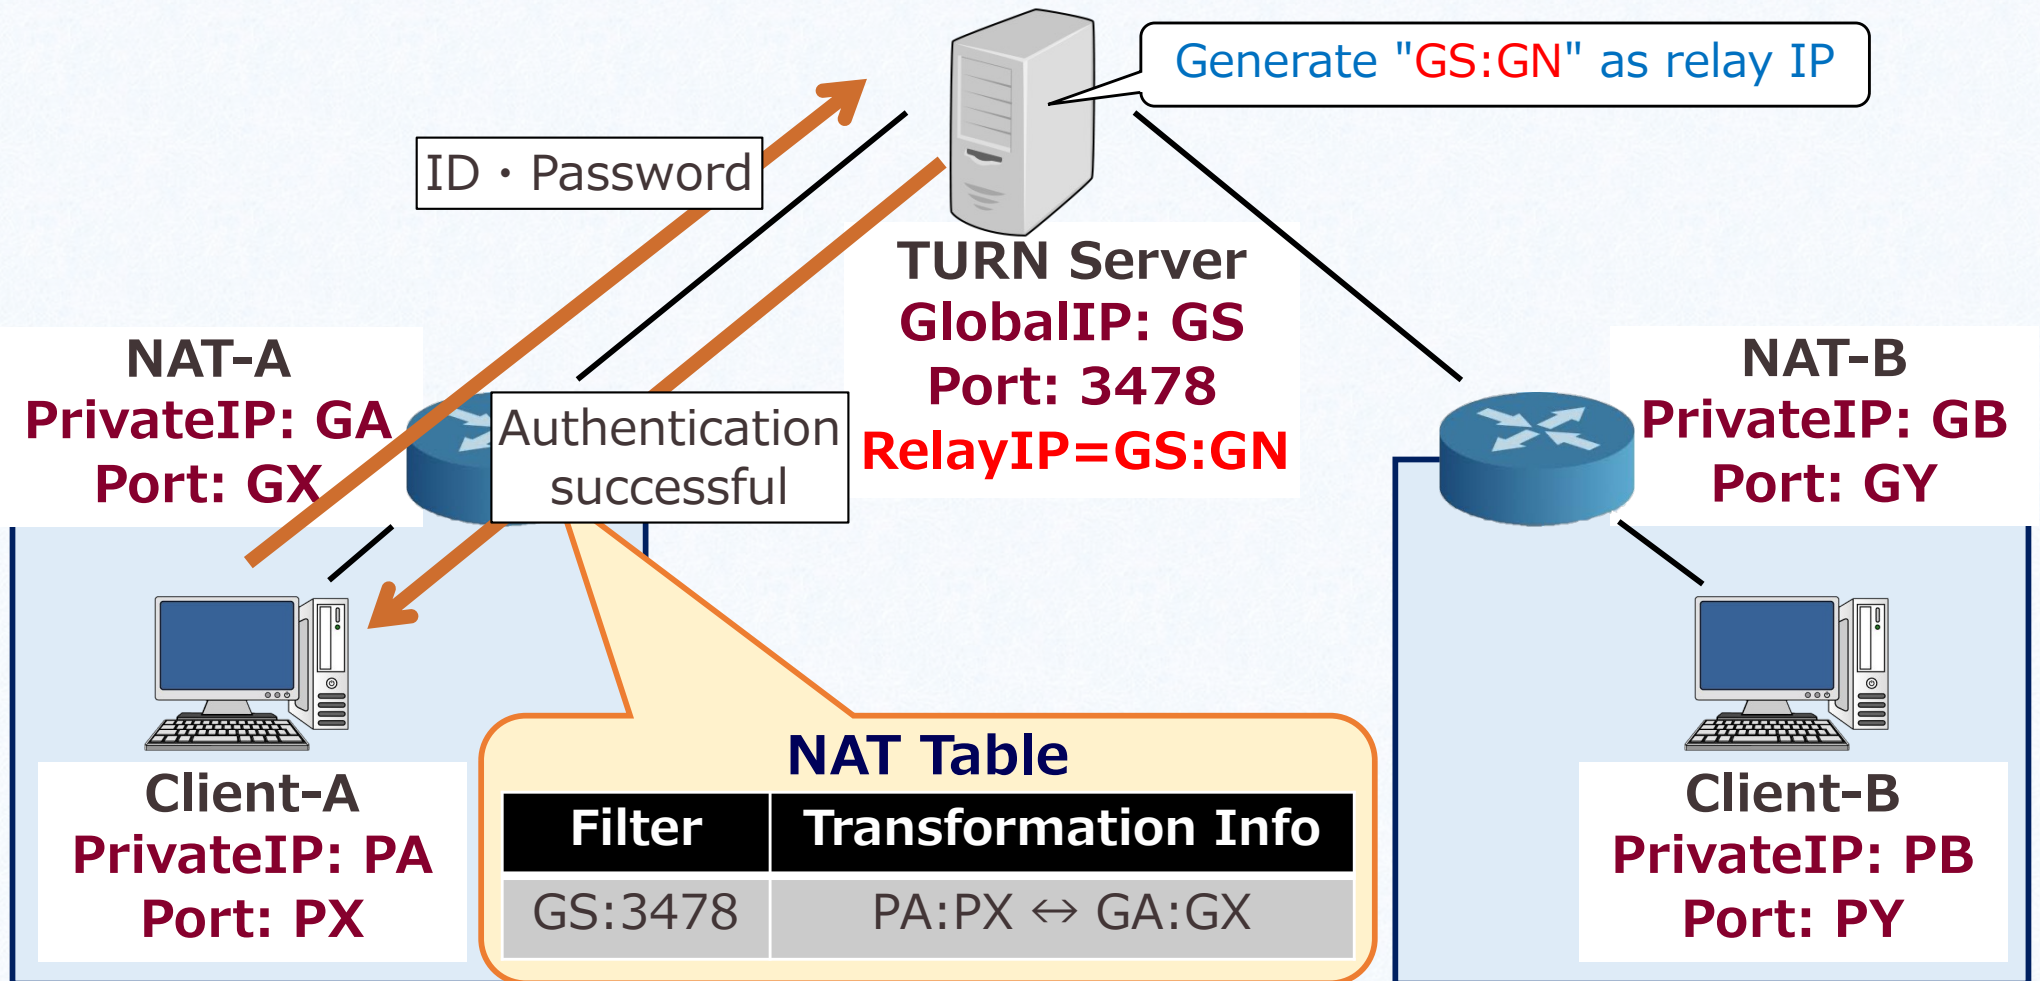 Generate "GS:GN" as relay IP
ID・Password
TURN Server
GlobalIP: GS
Port: 3478
RelayIP=GS:GN
NAT-A
PrivateIP: GA
Port: GX
Authentication
successful
NAT-B
PrivateIP: GB
Port: GY
Client-A
PrivateIP: PA
Port: PX
NAT Table
Filter Transformation Info
GS:3478 PA:PX ↔ GA:GX
Client-B
PrivateIP: PB
Port: PY